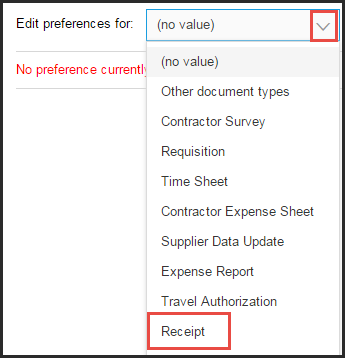 Edit preferences for: (no value)
(no value)
No preference currently
Other document types
Contractor Survey
Requisition
Time Sheet
Contractor Expense Sheet
Supplier Data Update
Expense Report
Travel Authorization
Receipt